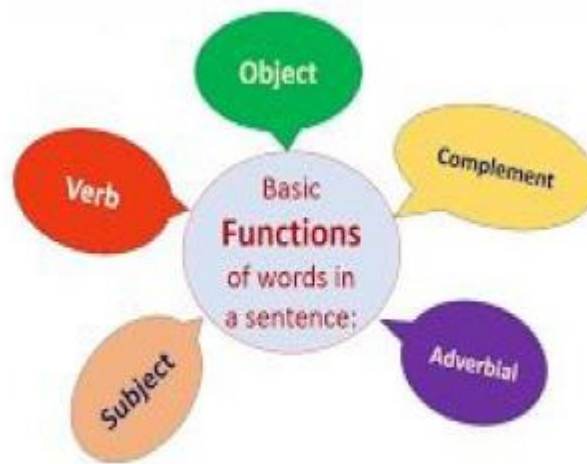 Object
Complement
Verb
Basic
Functions
of words in
a sentence:
Subject
Adverbial